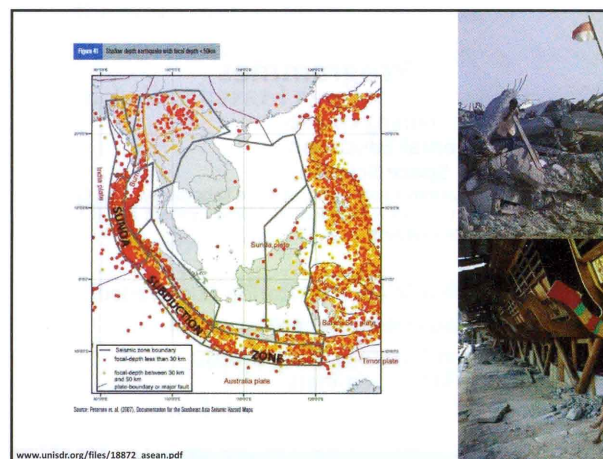 Figure 41 Shallow depth earthquake with focal depth < 50km
India plate
SUNDA
SUBDUCTION
ZONE
Sunda plate
Timor plate
Australia plate
Seismic zone boundary
focal-depth less than 30 km
focal-depth between 30 km
and 50 km
plate-boundary or major fault
Source: Petersen et. al. (2007), Documentation for the Southeast Asia Seismic Hazard Maps
www.unisdr.org/files/18872_asean.pdf